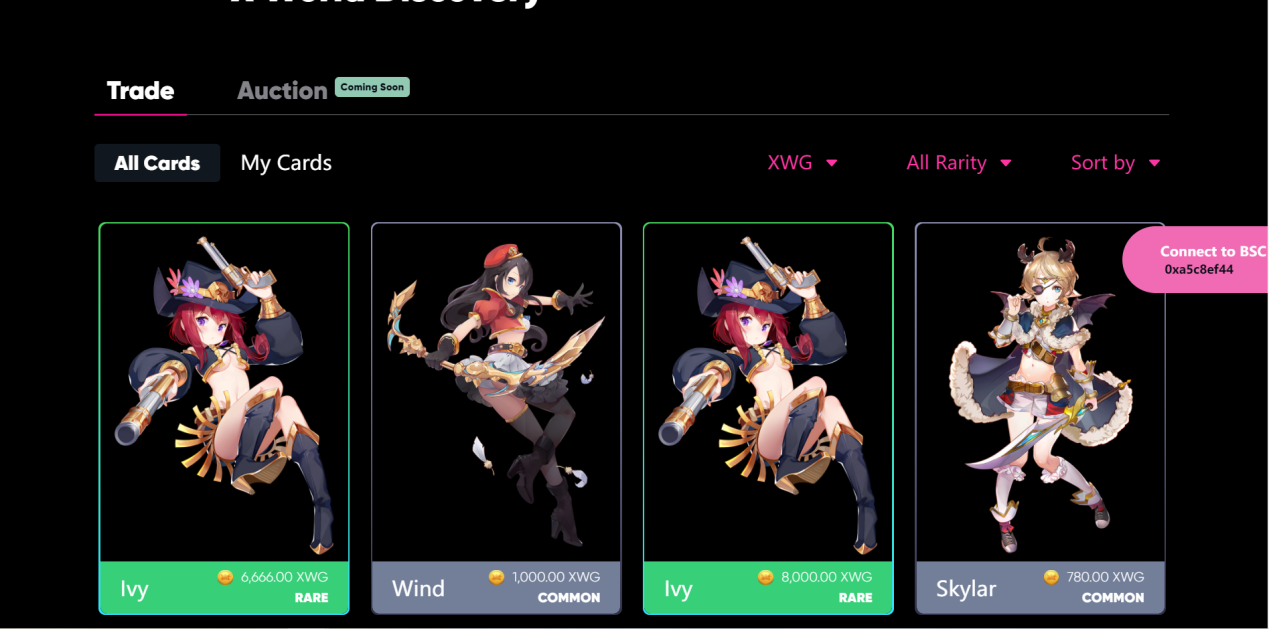 Discovery
Trade
Auction Coming Soon
All Cards
My Cards
XWG
All Rarity
Sort by
Connect to BSC
0xa5c8ef44
Ivy
6,666.00 XWG
RARE
Wind
1,000.00 XWG
COMMON
Ivy
8,000.00 XWG
RARE
Skylar
780.00 XWG
COMMON